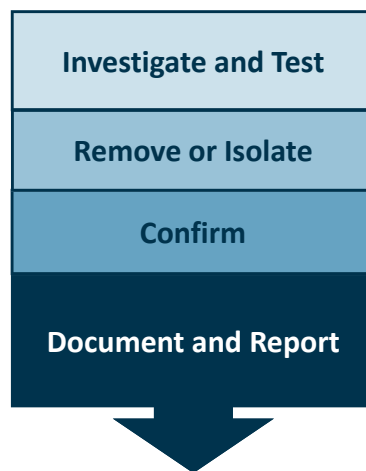 Investigate and Test
Remove or Isolate
Confirm
Document and Report